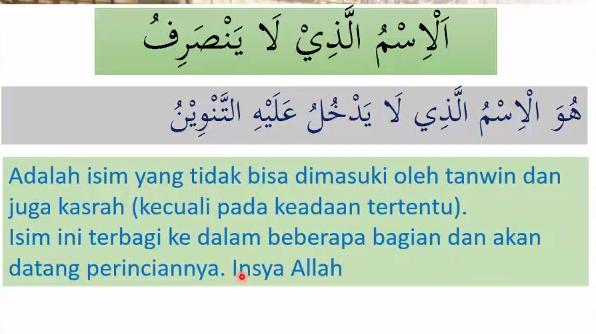 اَلْاِسْمُ الَّذِيْ لَا يَنْصَرِفُ
هُوَ الْاِسْمُ الَّذِي لَا يَدْخُلُ عَلَيْهِ التَّنْوِيْنُ
Adalah isim yang tidak bisa dimasuki oleh tanwin dan
juga kasrah (kecuali pada keadaan tertentu).
Isim ini terbagi ke dalam beberapa bagian dan akan
datang perinciannya. Insya Allah